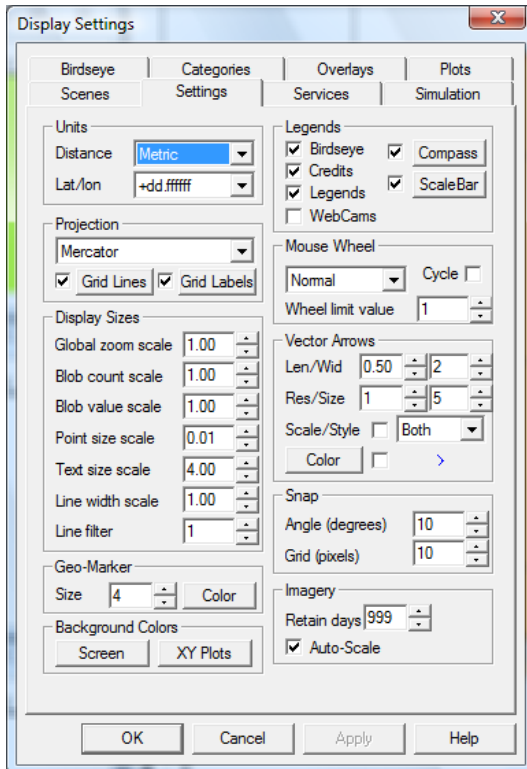 Display Settings
Birdseye Categories Overlays Plots
Scenes Settings Services Simulation
Units
Distance Metric
Lat/lon +dd.ffffff
Projection
Mercator
Grid Lines Grid Labels
Display Sizes
Global zoom scale 1.00
Blob count scale 1.00
Blob value scale 1.00
Point size scale 0.01
Text size scale 4.00
Line width scale 1.00
Line filter 1
Geo-Marker
Size 4 Color
Background Colors
Screen XY Plots
Legends
Birdseye Compass
Credits
Legends ScaleBar
WebCams
Mouse Wheel
Normal Cycle
Wheel limit value 1
Vector Arrows
Len/Wid 0.50 2
Res/Size 1 5
Scale/Style Both
Color >
Snap
Angle (degrees) 10
Grid (pixels) 10
Imagery
Retain days 999
Auto-Scale
OK Cancel Apply Help